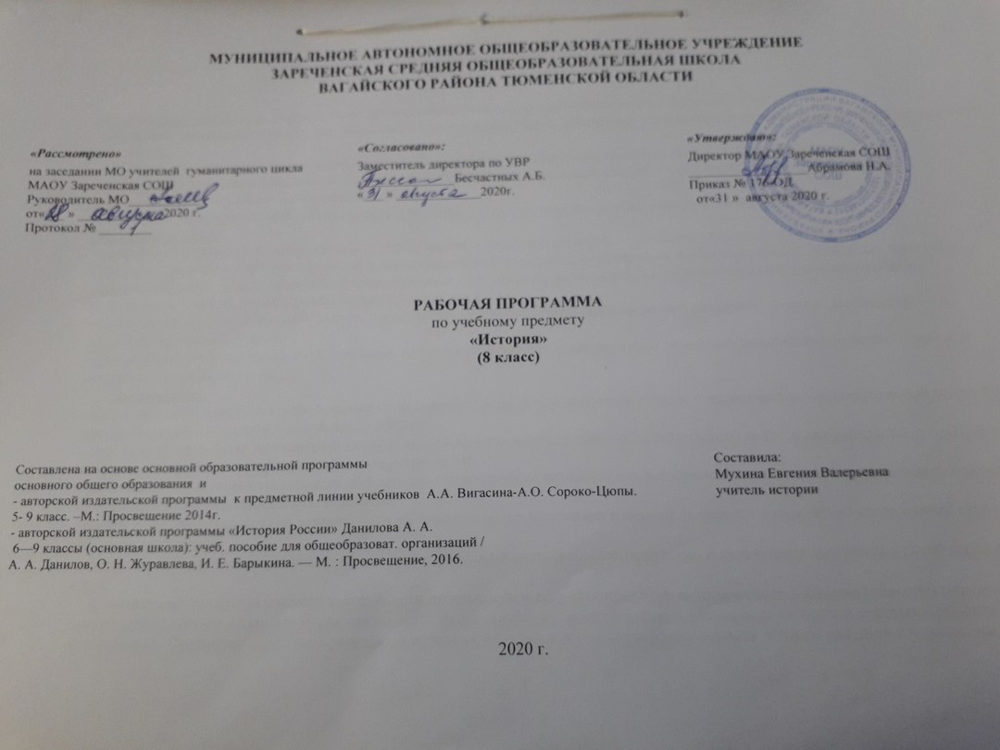 МУНИЦИПАЛЬНОЕ АВТОНОМНОЕ ОБЩЕОБРАЗОВАТЕЛЬНОЕ УЧРЕЖДЕНИЕ
ЗАРЕЧЕНСКАЯ СРЕДНЯЯ ОБЩЕОБРАЗОВАТЕЛЬНАЯ ШКОЛА
ВАГАЙСКОГО РАЙОНА ТЮМЕНСКОЙ ОБЛАСТИ
«Рассмотрено»
на заседании МО учителей гуманитарного цикла
МАОУ Зареченская СОШ
Руководитель МО
от«28 » августа 2020 г.
Протокол № 1
«Согласовано»:
Заместитель директора по УВР
Бесчастных А.Б.
« 31 » августа 2020г.
«Утверждаю»:
Директор МАОУ Зареченская СОШ
Абрамова Н.А.
Приказ № ОД
от«31 » августа 2020 г.
РАБОЧАЯ ПРОГРАММА
по учебному предмету
«История»
(8 класс)
Составлена на основе основной образовательной программы
основного общего образования и
- авторской издательской программы к предметной линии учебников А.А. Вигасина-А.О. Сороко-Цюпы.
5- 9 класс. –М.: Просвещение 2014г.
- авторской издательской программы «История России» Данилова А. А.
6—9 классы (основная школа): учеб. пособие для общеобразоват. организаций /
А. А. Данилов, О. Н. Журавлева, И. Е. Барыкина. — М. : Просвещение, 2016.
Составила:
Мухина Евгения Валерьевна
учитель истории
2020 г.